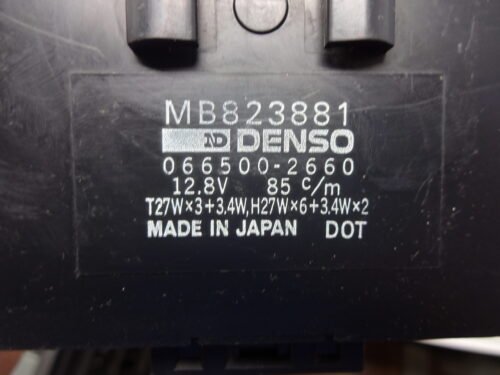 MB823881
ND DENSO
066500-2660
12.8V 85 c/m
T27W×3+3.4W,H27W×6+3.4W×2
MADE IN JAPAN DOT